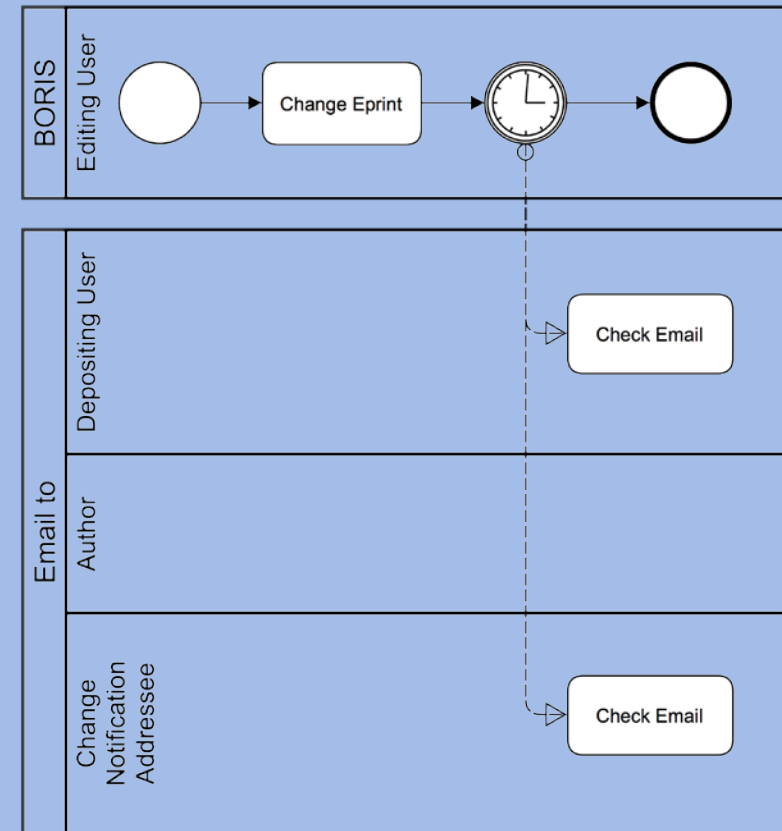 BORIS
Editing User
Change Eprint
Email to
Depositing User
Check Email
Author
Change
Notification
Addressee
Check Email